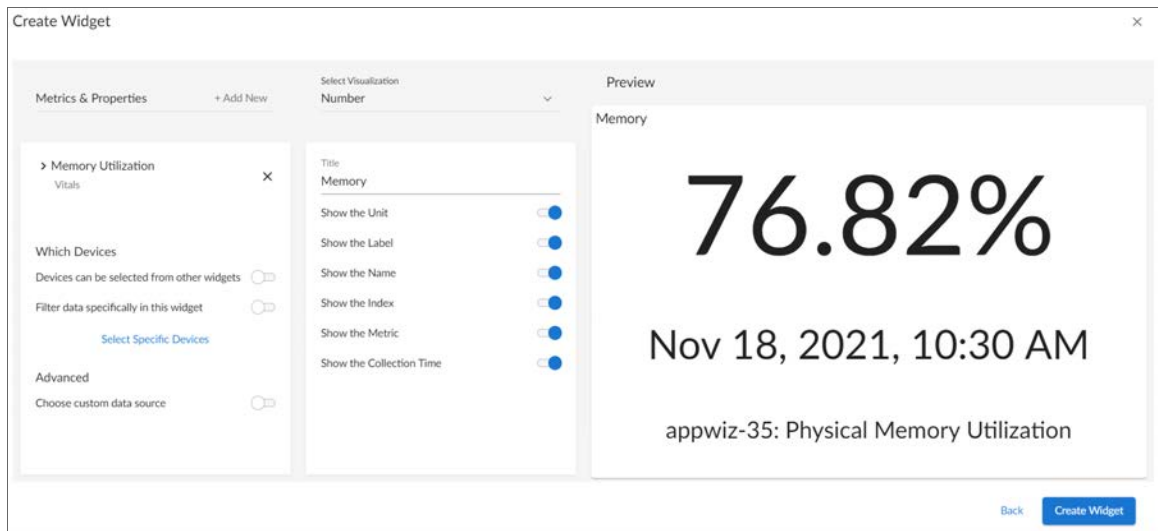 Create Widget
Metrics & Properties
+ Add New
Memory Utilization
Vitals
Which Devices
Devices can be selected from other widgets
Filter data specifically in this widget
Select Specific Devices
Advanced
Choose custom data source
Select Visualization
Number
Title
Memory
Show the Unit
Show the Label
Show the Name
Show the Index
Show the Metric
Show the Collection Time
Preview
Memory
76.82%
Nov 18, 2021, 10:30 AM
appwiz-35: Physical Memory Utilization
Back
Create Widget